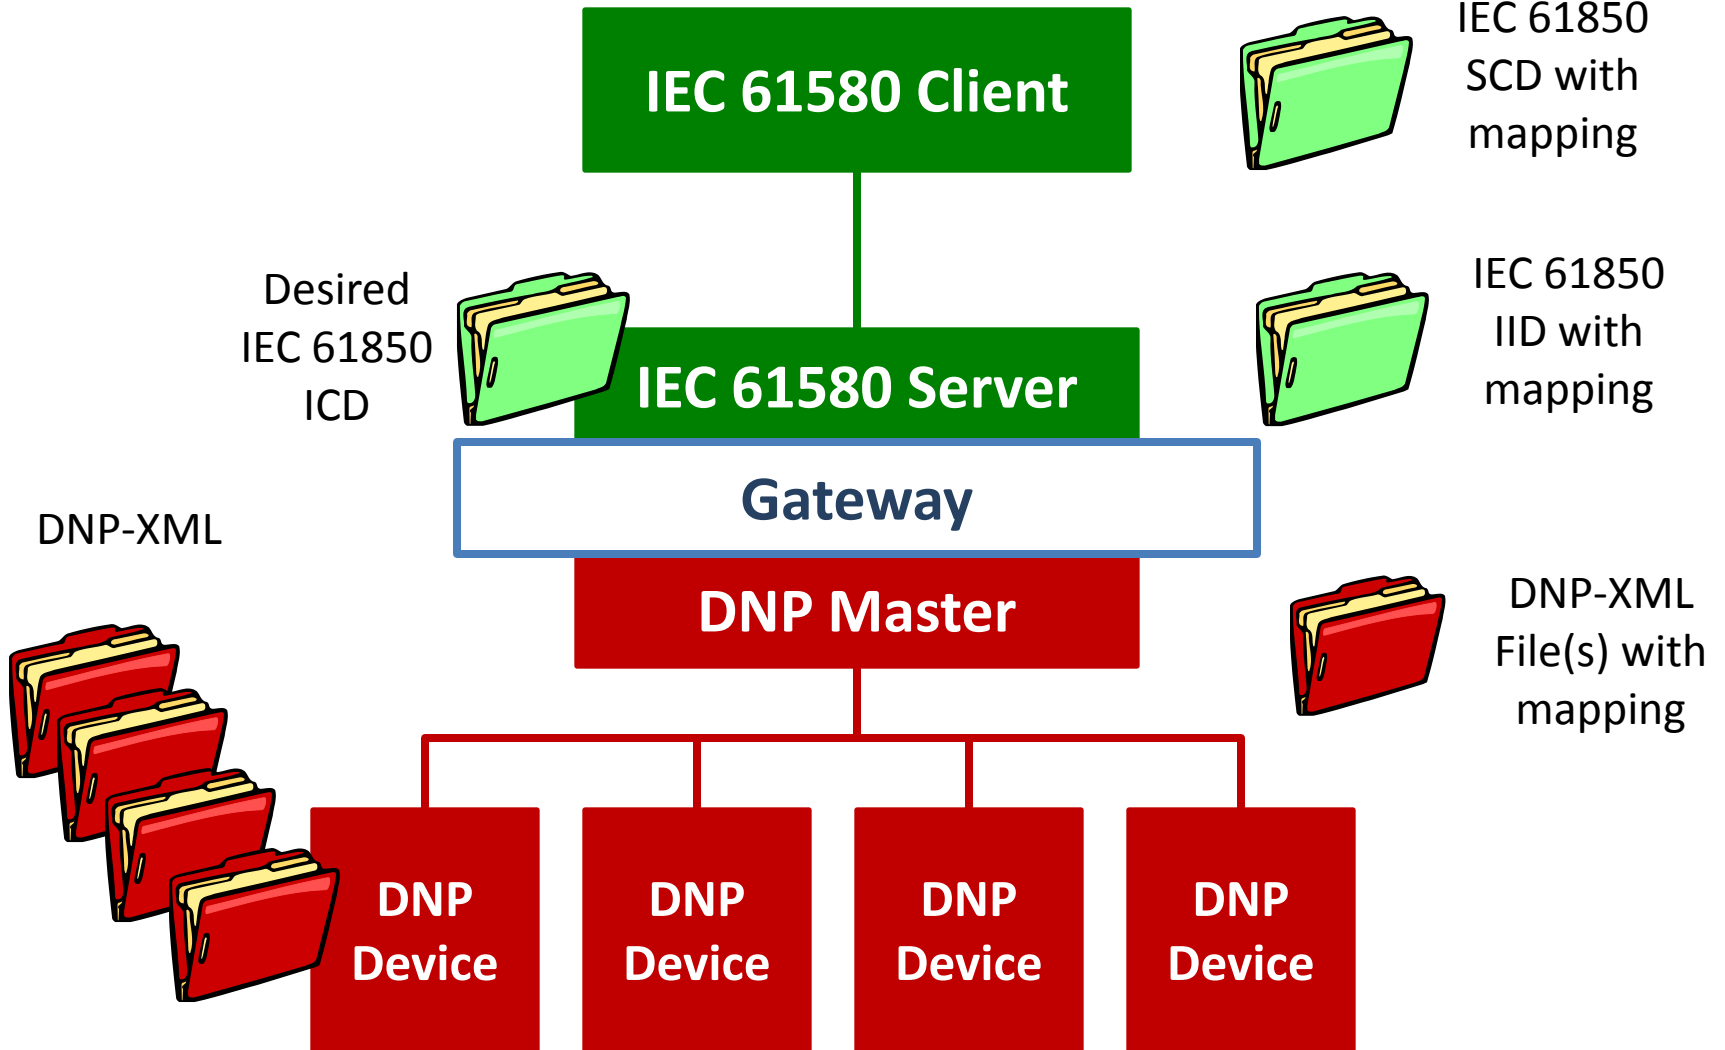 IEC 61580 Client
IEC 61850
SCD with
mapping
Desired
IEC 61850
ICD
IEC 61580 Server
IEC 61850
IID with
mapping
Gateway
DNP-XML
DNP Master
DNP-XML
File(s) with
mapping
DNP
Device
DNP
Device
DNP
Device
DNP
Device